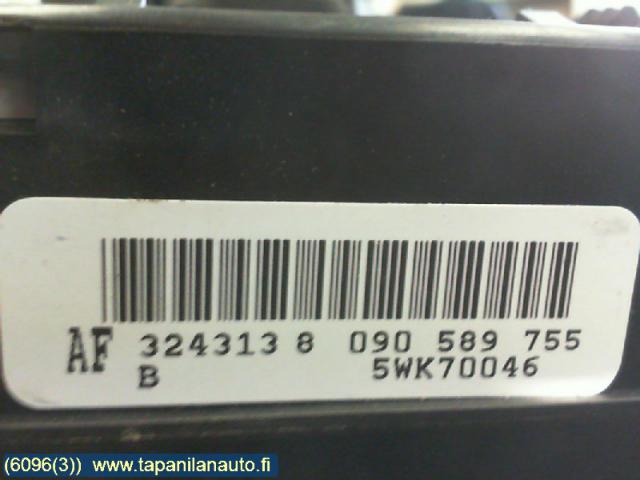 AF 324313 8 090 589 755
B 5WK70046
(6096(3)) www.tapanilanauto.fi